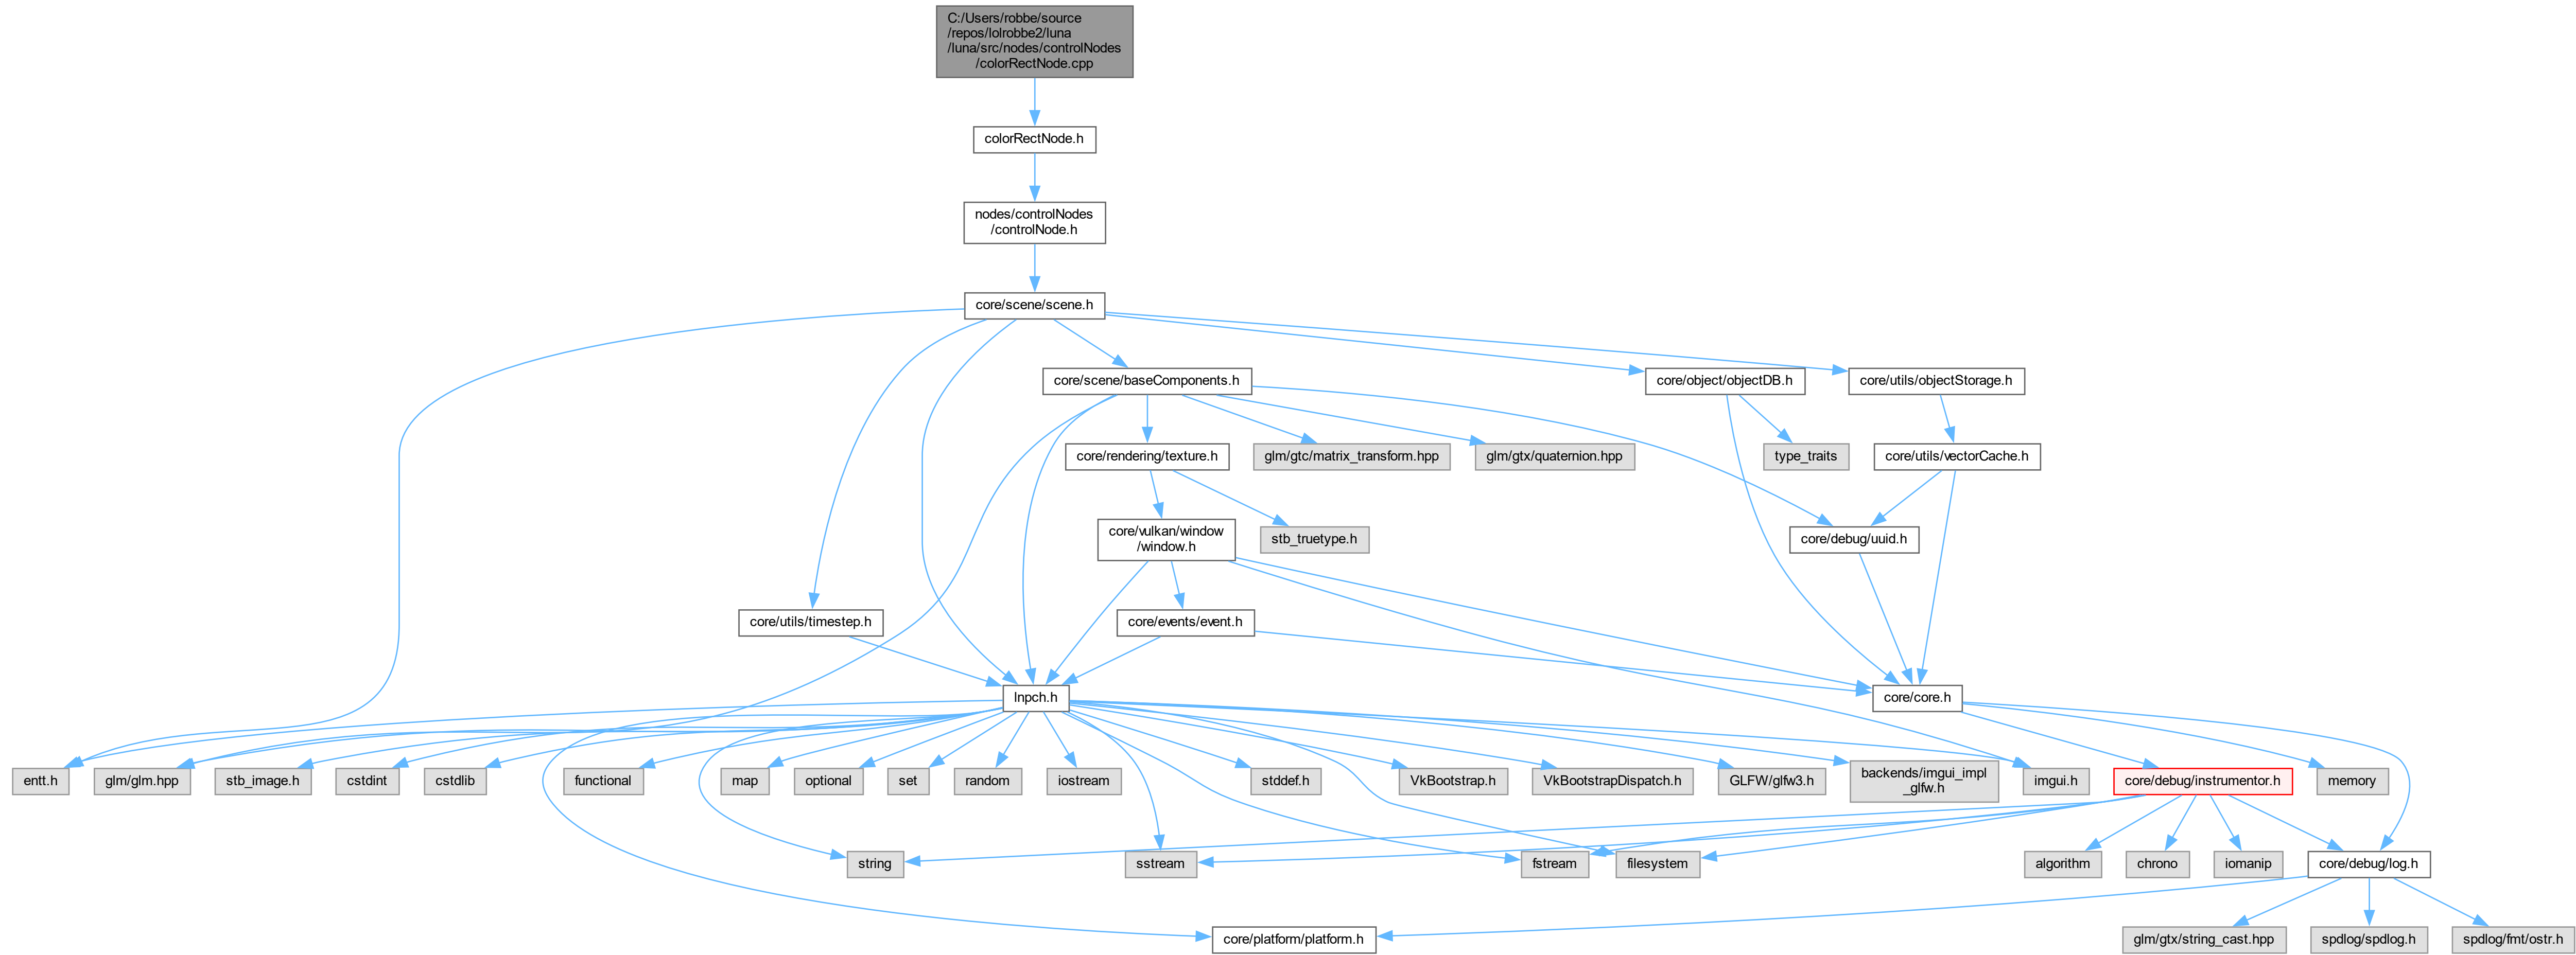 C:/Users/robbe/source
/repos/lolrobbe2/luna
/luna/src/nodes/controlNodes
/colorRectNode.cpp
colorRectNode.h
nodes/controlNodes
/controlNode.h
core/scene/scene.h
core/scene/baseComponents.h
core/object/objectDB.h
core/utils/objectStorage.h
core/rendering/texture.h
glm/gtc/matrix_transform.hpp
glm/gtx/quaternion.hpp
type_traits
core/utils/vectorCache.h
core/vulkan/window
/window.h
stb_truetype.h
core/debug/uuid.h
core/utils/timestep.h
core/events/event.h
lnpch.h
core/core.h
entt.h
glm/glm.hpp
stb_image.h
cstdint
cstdlib
functional
map
optional
set
random
iostream
stddef.h
VkBootstrap.h
VkBootstrapDispatch.h
GLFW/glfw3.h
backends/imgui_impl
_glfw.h
imgui.h
core/debug/instrumentor.h
memory
string
sstream
fstream
filesystem
algorithm
chrono
iomanip
core/debug/log.h
core/platform/platform.h
glm/gtx/string_cast.hpp
spdlog/spdlog.h
spdlog/fmt/ostr.h